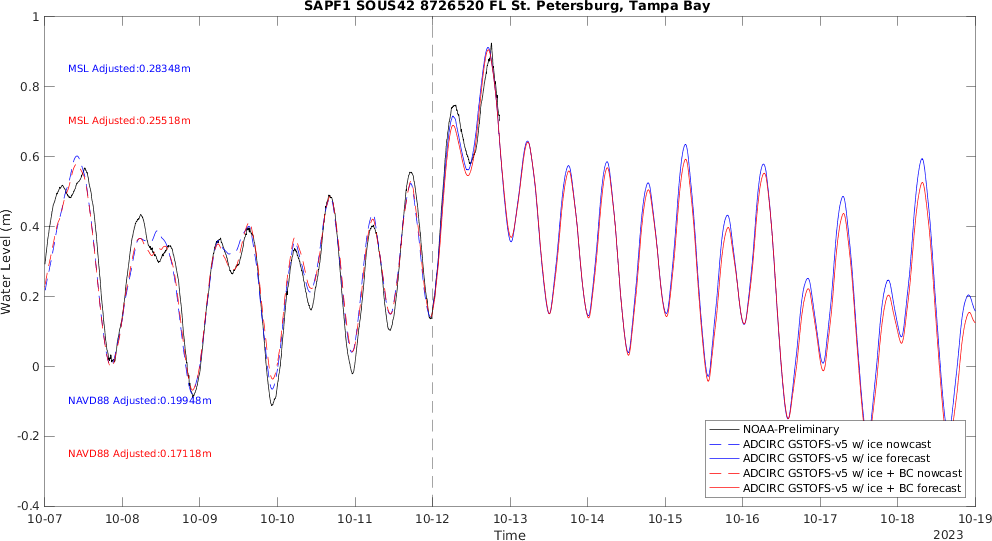 SAPF1 SOUS42 8726520 FL St. Petersburg, Tampa Bay
Water Level (m)
1
0.8
0.6
0.4
0.2
0
-0.2
-0.4
MSL Adjusted:0.28348m
MSL Adjusted:0.25518m
NAVD88 Adjusted:0.19948m
NAVD88 Adjusted:0.17118m
NOAA-Preliminary
ADCIRC GSTOFS-v5 w/ ice nowcast
ADCIRC GSTOFS-v5 w/ ice forecast
ADCIRC GSTOFS-v5 w/ ice + BC nowcast
ADCIRC GSTOFS-v5 w/ ice + BC forecast
10-07 10-08 10-09 10-10 10-11 10-12 10-13 10-14 10-15 10-16 10-17 10-18 10-19
Time
2023